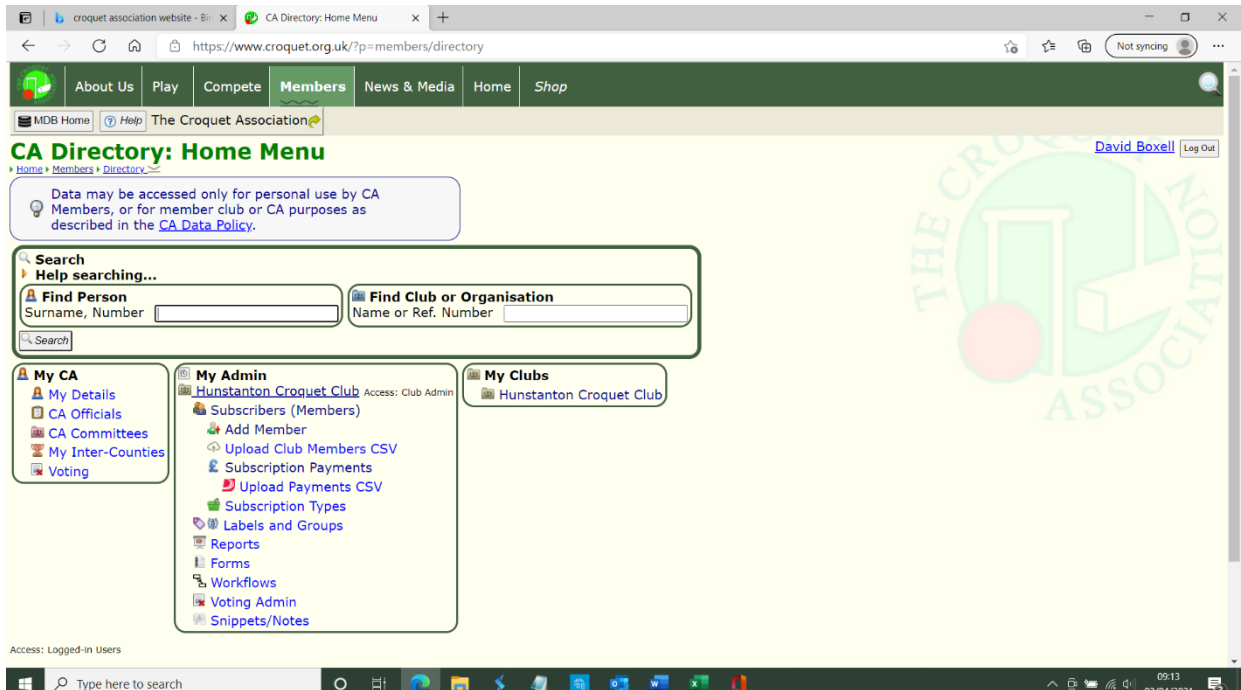 croquet association website - Bin
CA Directory: Home Menu
https://www.croquet.org.uk/?p=members/directory
Not syncing
About Us Play Compete Members News & Media Home Shop
MDB Home Help The Croquet Association
CA Directory: Home Menu
David Boxell Log Out
Home Members Directory
Data may be accessed only for personal use by CA
Members, or for member club or CA purposes as
described in the CA Data Policy.
Search
Help searching...
Find Person
Surname, Number
Find Club or Organisation
Name or Ref. Number
Search
My CA
My Details
CA Officials
CA Committees
My Inter-Counties
Voting
My Admin
Hunstanton Croquet Club Access: Club Admin
Subscribers (Members)
Add Member
Upload Club Members CSV
Subscription Payments
Upload Payments CSV
Subscription Types
Labels and Groups
Reports
Forms
Workflows
Voting Admin
Snippets/Notes
My Clubs
Hunstanton Croquet Club
THE CROQUET ASSOCIATION
Access: Logged-in Users
Type here to search
09:13